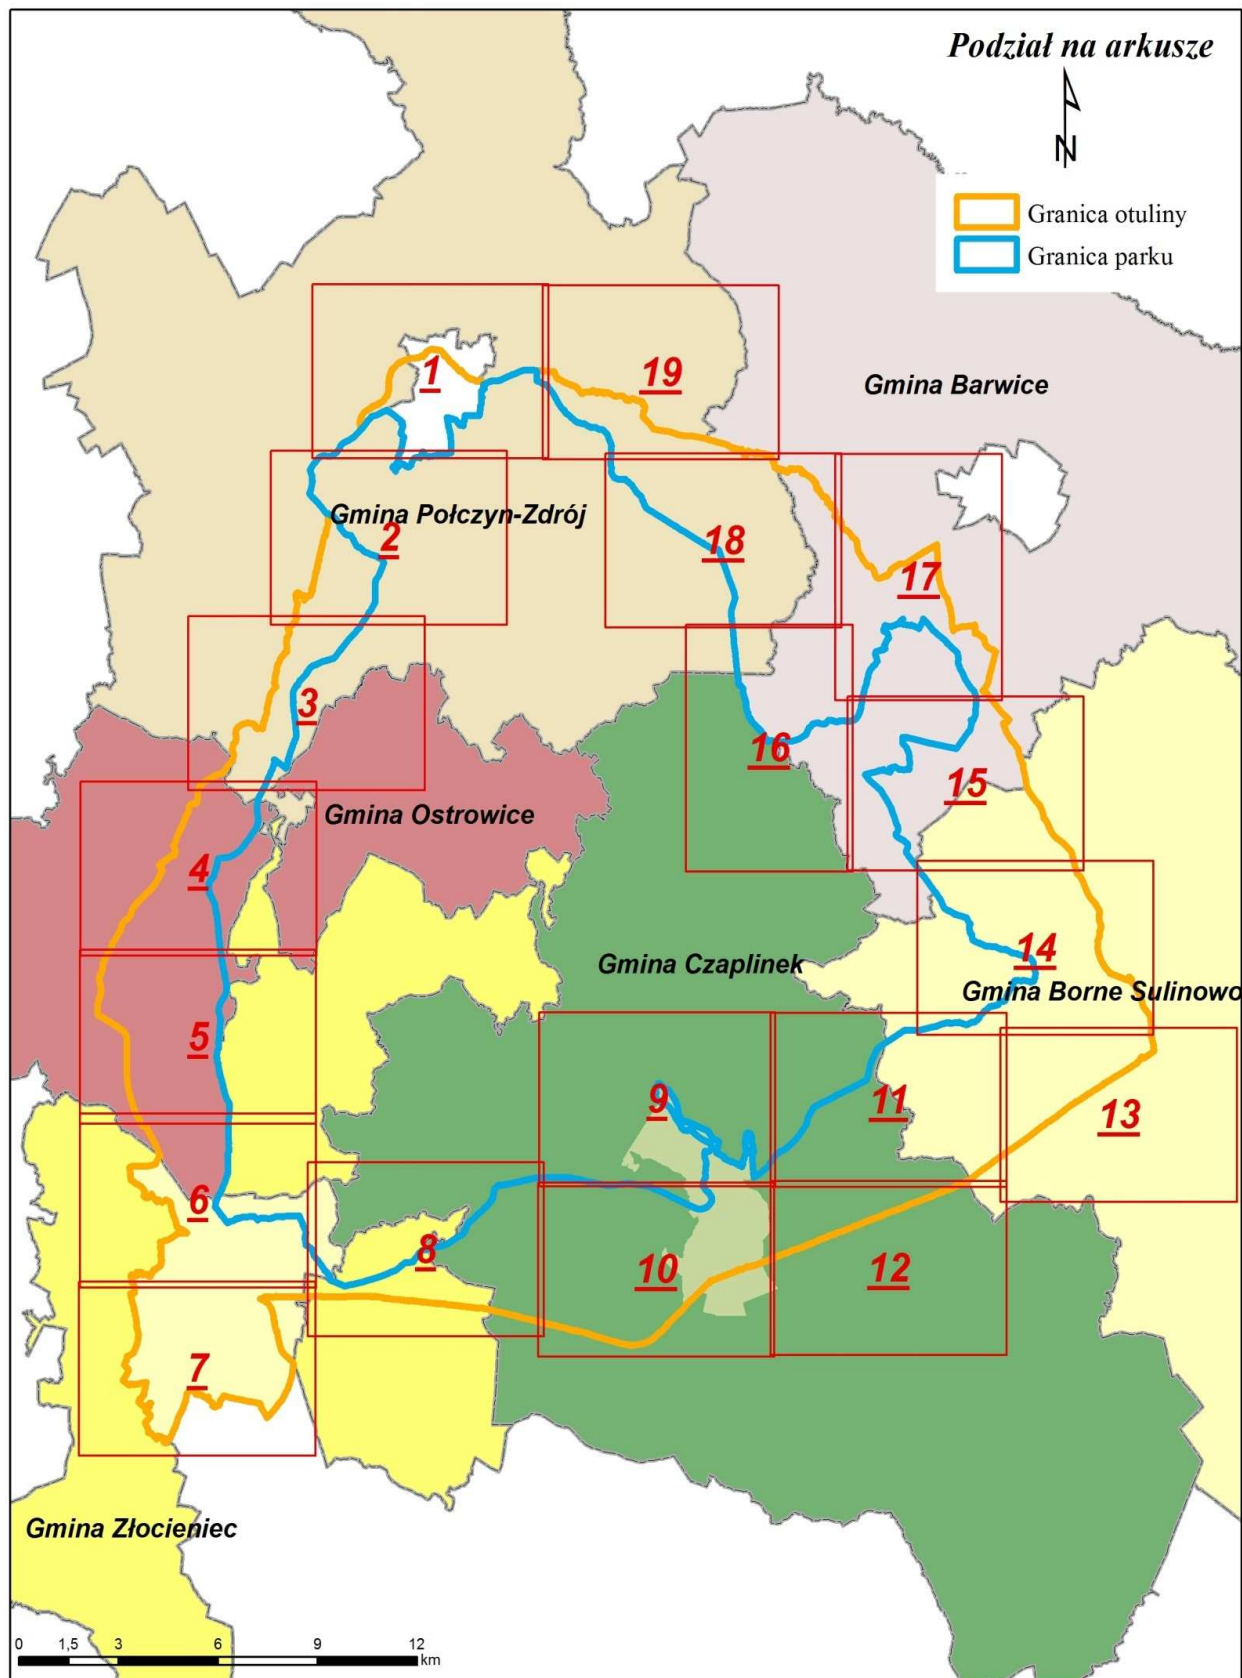 Podział na arkusze
N
Granica otuliny
Granica parku
1
19
Gmina Barwice
Gmina Połczyn-Zdrój
2
18
17
3
16
15
Gmina Ostrowice
4
14
Gmina Czaplinek
Gmina Borne Sulinowo
5
9
11
13
6
8
10
12
7
Gmina Złocieniec
0 1,5 3 6 9 12
km